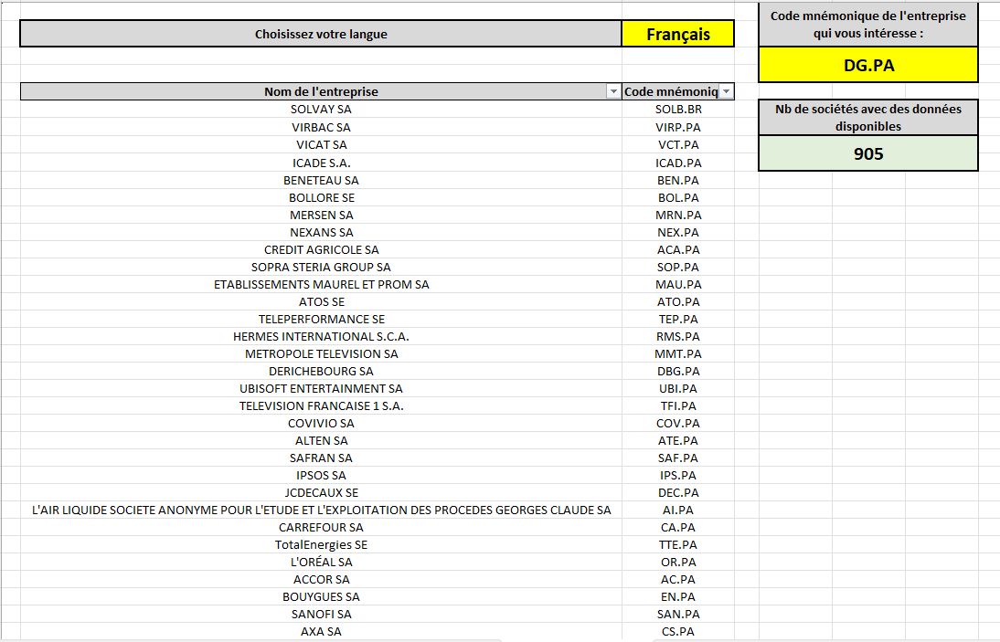 Choisissez votre langue
Français
Code mnémonique de l'entreprise
qui vous intéresse :
DG.PA
Nom de l'entreprise
Code mnémoniq
Nb de sociétés avec des données
disponibles
905
SOLVAY SA SOLB.BR
VIRBAC SA VIRP.PA
VICAT SA VCT.PA
ICADE S.A. ICAD.PA
BENETEAU SA BEN.PA
BOLLORE SE BOL.PA
MERSEN SA MRN.PA
NEXANS SA NEX.PA
CREDIT AGRICOLE SA ACA.PA
SOPRA STERIA GROUP SA SOP.PA
ETABLISSEMENTS MAUREL ET PROM SA MAU.PA
ATOS SE ATO.PA
TELEPERFORMANCE SE TEP.PA
HERMES INTERNATIONAL S.C.A. RMS.PA
METROPOLE TELEVISION SA MMT.PA
DERICHEBOURG SA DBG.PA
UBISOFT ENTERTAINMENT SA UBI.PA
TELEVISION FRANCAISE 1 S.A. TFI.PA
COVIVIO SA COV.PA
ALTEN SA ATE.PA
SAFRAN SA SAF.PA
IPSOS SA IPS.PA
JCDECAUX SE DEC.PA
L'AIR LIQUIDE SOCIETE ANONYME POUR L'ETUDE ET L'EXPLOITATION DES PROCEDES GEORGES CLAUDE SA AI.PA
CARREFOUR SA CA.PA
TotalEnergies SE TTE.PA
L'ORÉAL SA OR.PA
ACCOR SA AC.PA
BOUYGUES SA EN.PA
SANOFI SA SAN.PA
AXA SA CS.PA